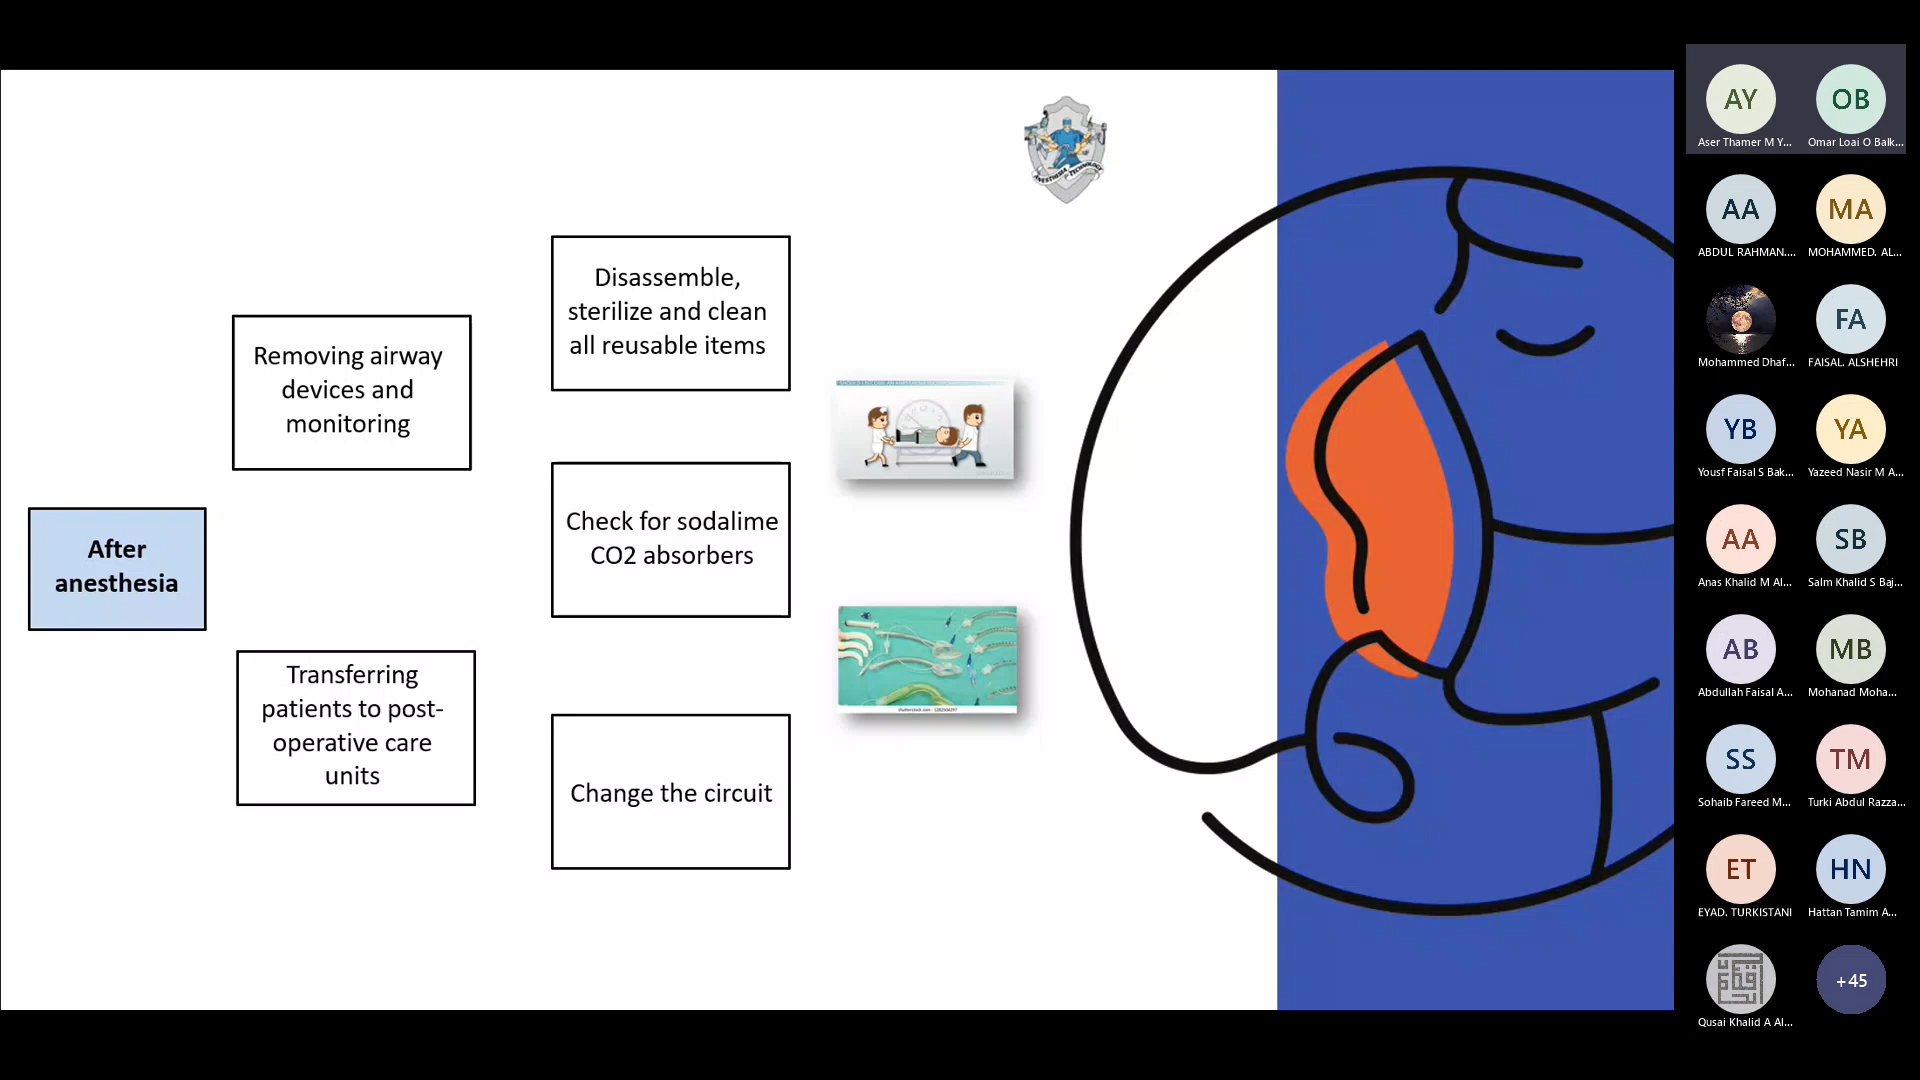 After
anesthesia
Removing airway
devices and
monitoring
Transferring
patients to post-
operative care
units
Disassemble,
sterilize and clean
all reusable items
Check for sodalime
CO2 absorbers
Change the circuit
ANESTHESIA TECHNOLOGY
AY
Aser Thamer M Y...
OB
Omar Loai O Balk...
AA
ABDUL RAHMAN....
MA
MOHAMMED. AL...
Mohammed Dhaf...
FA
FAISAL. ALSHEHRI
YB
Yousf Faisal S Bak...
YA
Yazeed Nasir M A...
AA
Anas Khalid M Al...
SB
Salm Khalid S Baj...
AB
Abdullah Faisal A...
MB
Mohanad Moha...
SS
Sohaib Fareed M...
TM
Turki Abdul Razza...
ET
EYAD. TURKISTANI
HN
Hattan Tamim A...
Qusai Khalid A Al...
+45